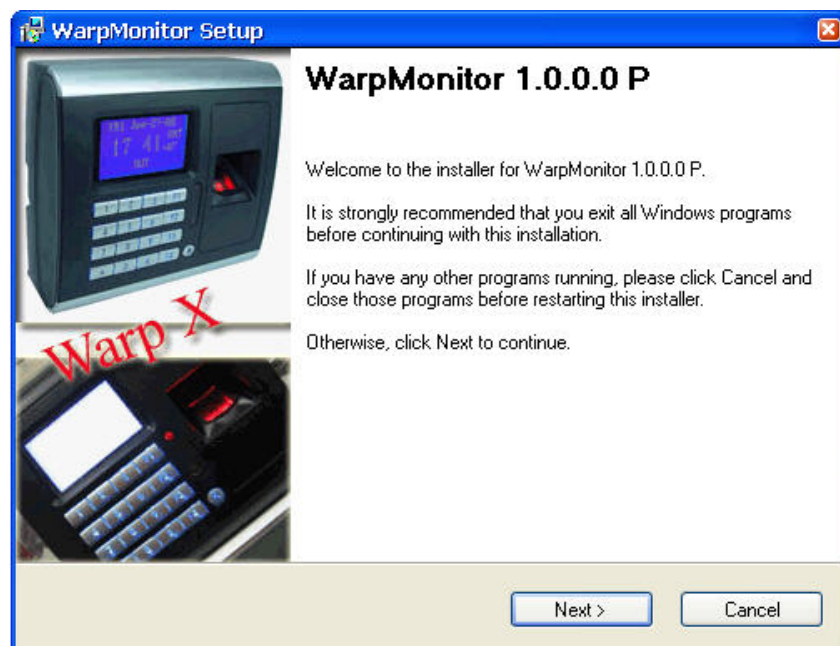 WarpMonitor Setup
WarpMonitor 1.0.0.0 P
Welcome to the installer for WarpMonitor 1.0.0.0 P.
It is strongly recommended that you exit all Windows programs
before continuing with this installation.
If you have any other programs running, please click Cancel and
close those programs before restarting this installer.
Otherwise, click Next to continue.
17 41
OUT
Warp X
Next >
Cancel